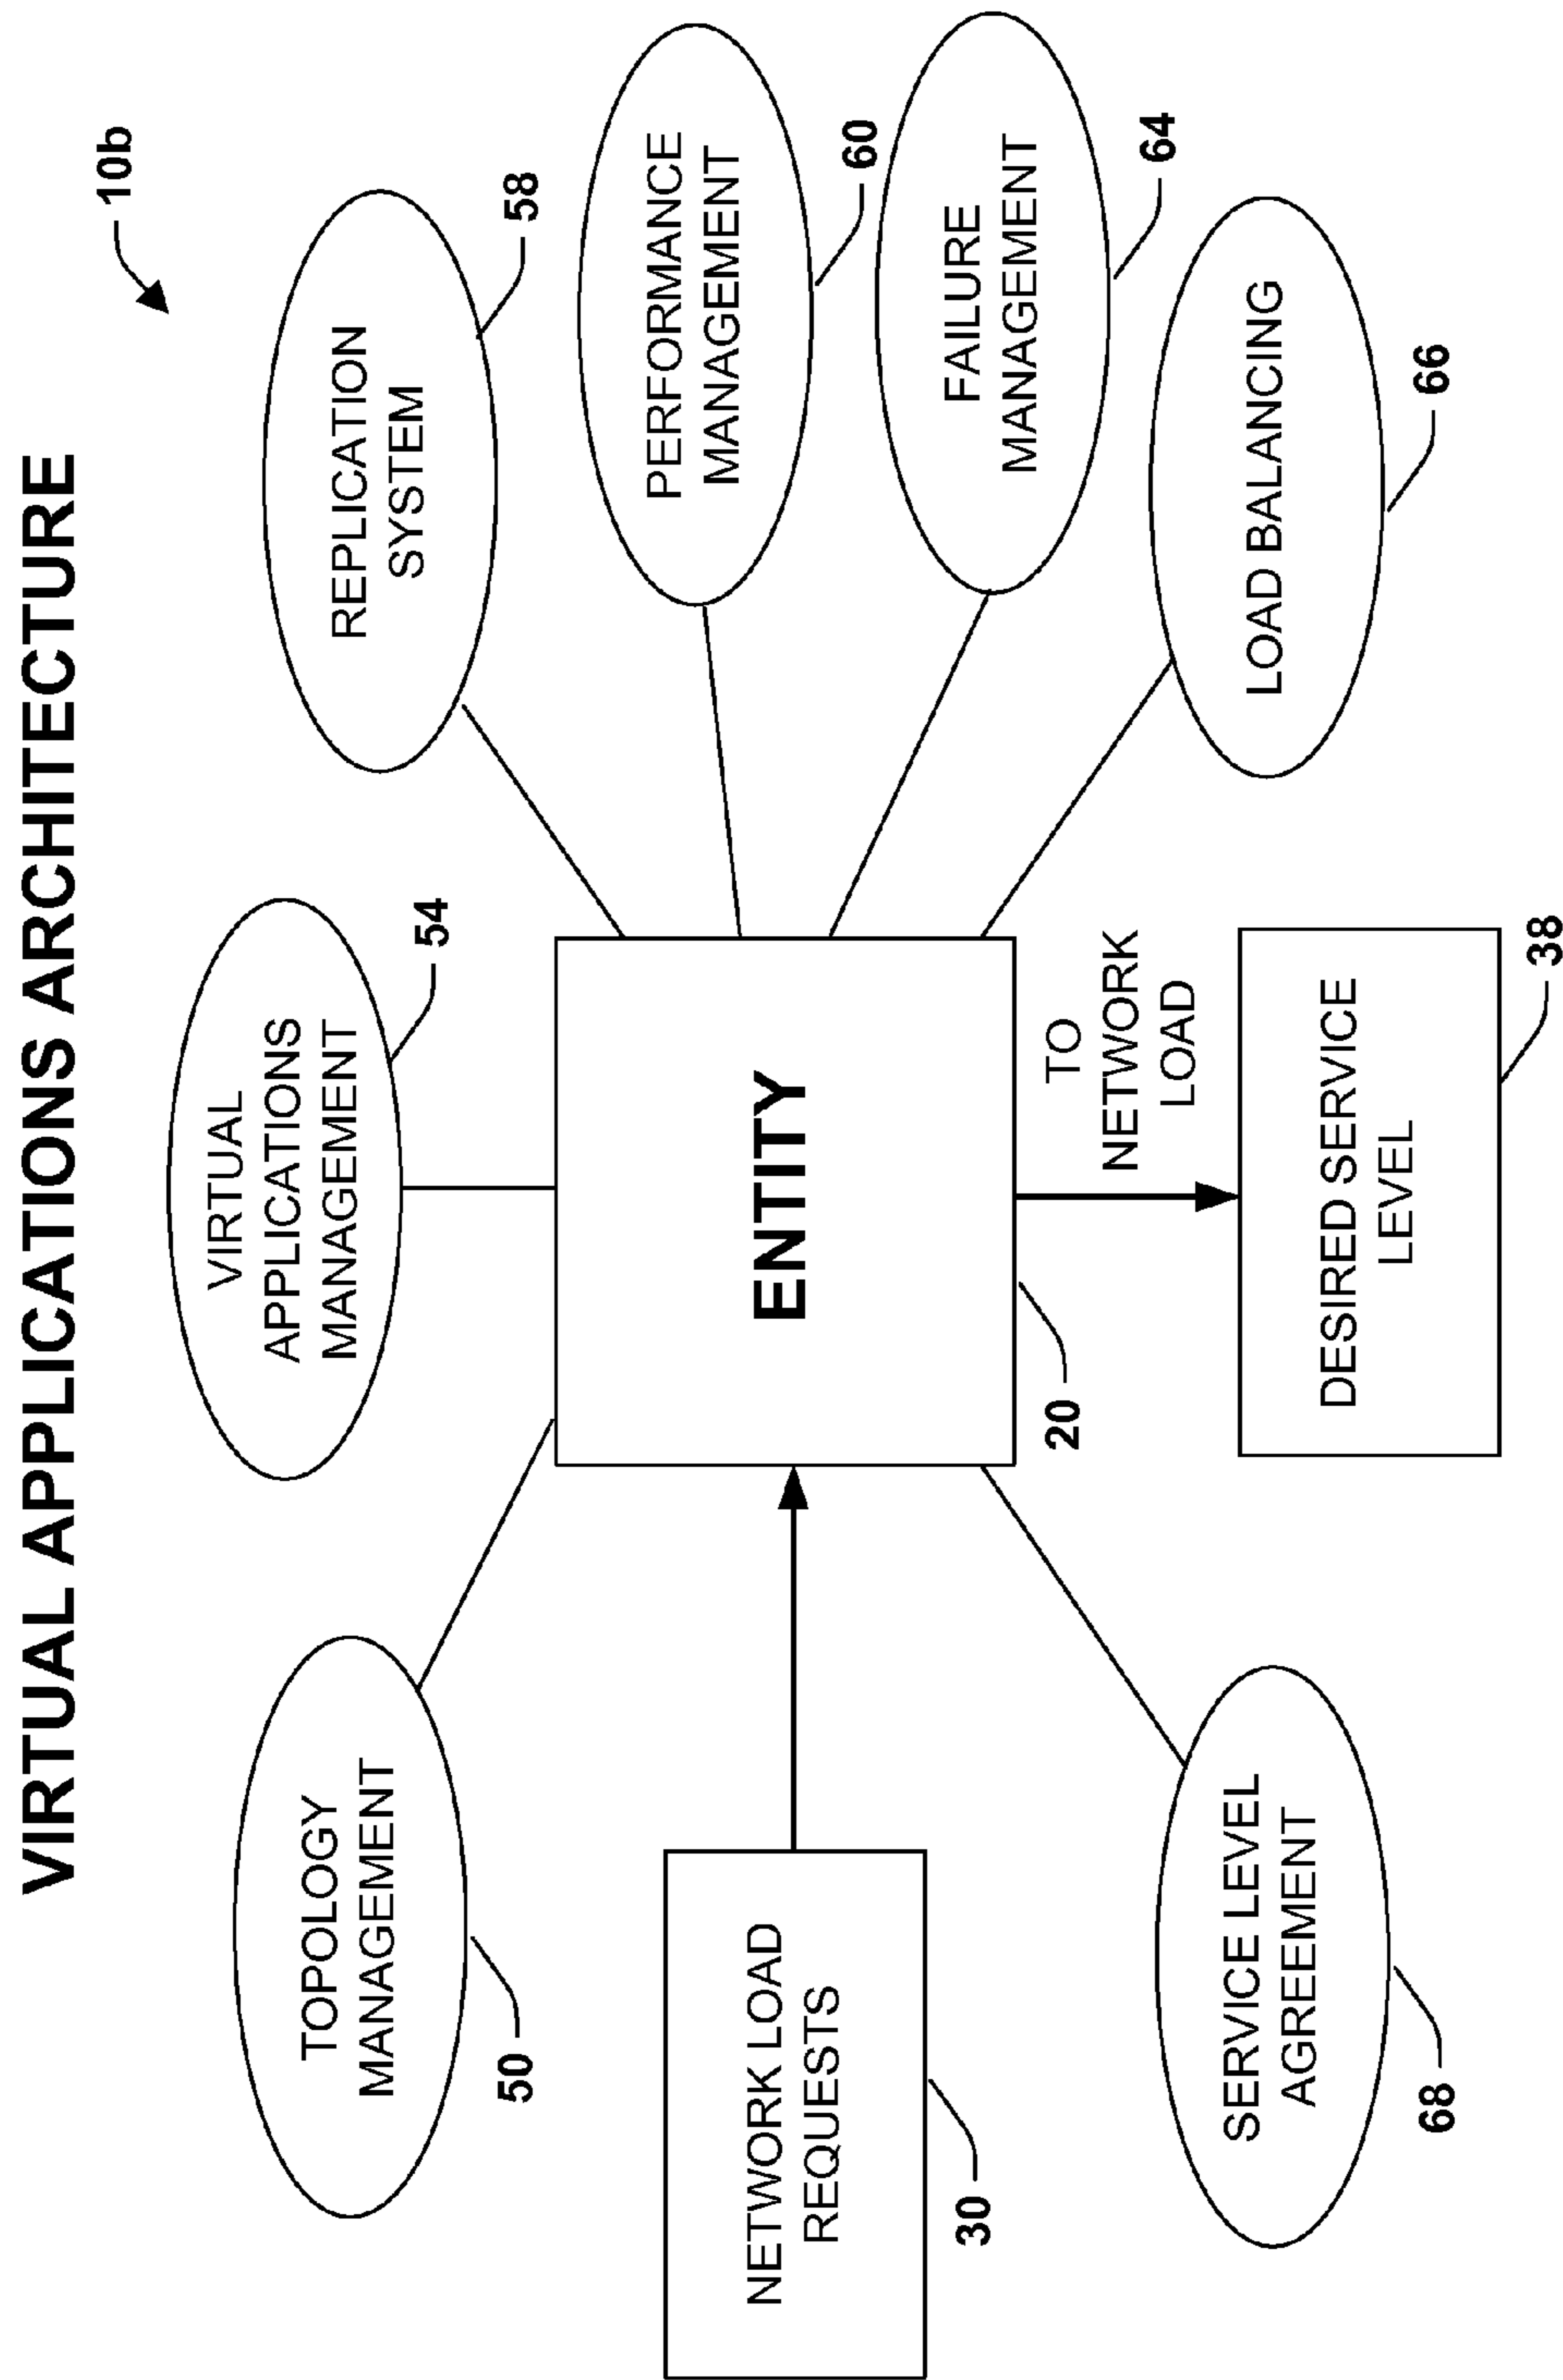 VIRTUAL APPLICATIONS ARCHITECTURE
10b
VIRTUAL
APPLICATIONS
MANAGEMENT
54
TOPOLOGY
MANAGEMENT
50
REPLICATION
SYSTEM
58
PERFORMANCE
MANAGEMENT
60
NETWORK LOAD
REQUESTS
30
ENTITY
20
FAILURE
MANAGEMENT
64
TO
NETWORK
LOAD
SERVICE LEVEL
AGREEMENT
68
DESIRED SERVICE
LEVEL
38
LOAD BALANCING
66